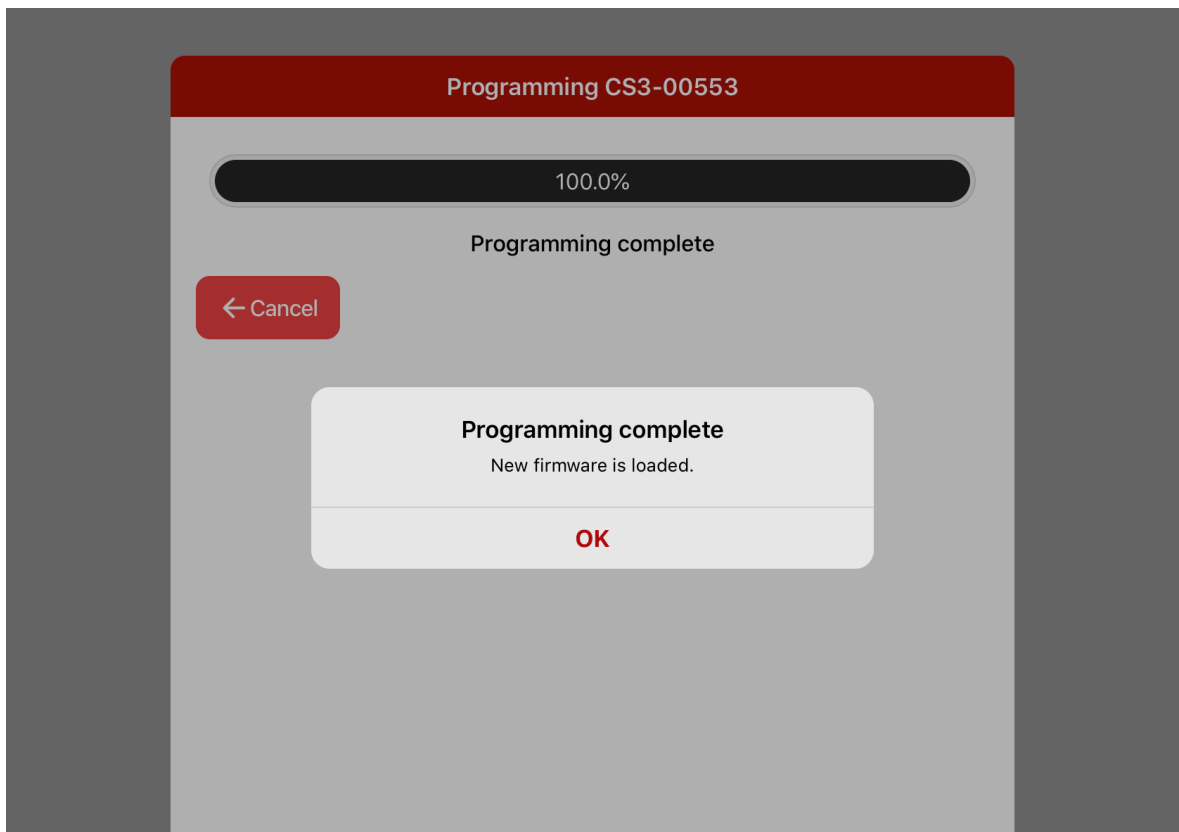 Programming CS3-00553
100.0%
Programming complete
Cancel
Programming complete
New firmware is loaded.
OK